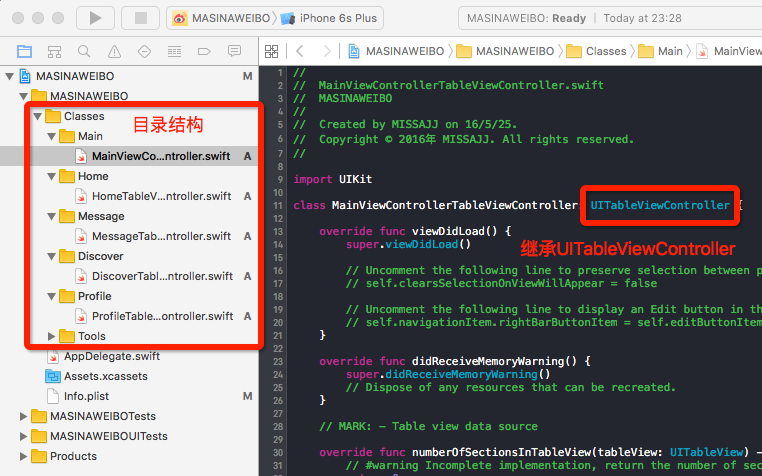 MASINAWEIBO
iPhone 6s Plus
MASINAWEIBO: Ready | Today at 23:28
MASINAWEIBO MASINAWEIBO Classes Main MainView
MASINAWEIBO M
MASINAWEIBO
Classes
目录结构
Main
MainViewCo...ntroller.swift A
Home
HomeTableV...ntroller.swift A
Message
MessageTab...ntroller.swift A
Discover
DiscoverTabl...ntroller.swift A
Profile
ProfileTable...ontroller.swift A
Tools
AppDelegate.swift
Assets.xcassets
Info.plist M
MASINAWEIBOTests
MASINAWEIBOUITests
Products
1 //
2 // MainViewControllerTableViewController.swift
3 // MASINAWEIBO
4 //
5 // Created by MISSAJJ on 16/5/25.
6 // Copyright © 2016年 MISSAJJ. All rights reserved.
7 //
8
9 import UIKit
10
11 class MainViewControllerTableViewController: UITableViewController {
12
13 override func viewDidLoad() {
14 super.viewDidLoad()
继承UITableViewController
15
16 // Uncomment the following line to preserve selection between p
17 // self.clearsSelectionOnViewWillAppear = false
18
19 // Uncomment the following line to display an Edit button in th
20 // self.navigationItem.rightBarButtonItem = self.editButtonItem
21 }
22
23 override func didReceiveMemoryWarning() {
24 super.didReceiveMemoryWarning()
25 // Dispose of any resources that can be recreated.
26 }
27
28 // MARK: - Table view data source
29
30 override func numberOfSectionsInTableView(tableView: UITableView) -
31 // #warning Incomplete implementation, return the number of sec